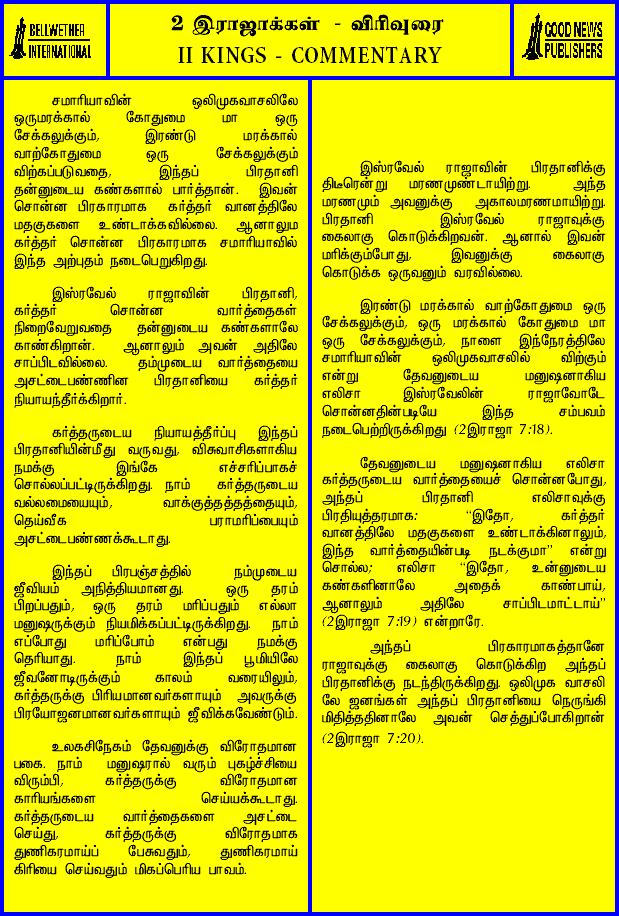 BELLWETHER
INTERNATIONAL
2 இராஜாக்கள் - விரிவுரை
II KINGS - COMMENTARY
GOOD NEWS
PUBLISHERS
சமாரியாவின் ஒலிமுகவாசலிலே
ஒருமரக்கால் கோதுமை மா ஒரு
சேக்கலுக்கும், இரண்டு மரக்கால்
வாற்கோதுமை ஒரு சேக்கலுக்கும்
விற்கப்படுவதை, இந்தப் பிரதானி
தன்னுடைய கண்களால் பார்த்தான். இவன்
சொன்ன பிரகாரமாக கர்த்தர் வானத்திலே
மதகுகளை உண்டாக்கவில்லை. ஆனாலும
கர்த்தர் சொன்ன பிரகாரமாக சமாரியாவில்
இந்த அற்புதம் நடைபெறுகிறது.
இஸ்ரவேல் ராஜாவின் பிரதானி,
கர்த்தர் சொன்ன வார்த்தைகள்
நிறைவேறுவதை தன்னுடைய கண்களாலே
காண்கிறான். ஆனாலும் அவன் அதிலே
சாப்பிடவில்லை. தம்முடைய வார்த்தையை
அசட்டைபண்ணின பிரதானியை கர்த்தர்
நியாயந்தீர்க்கிறார்.
கர்த்தருடைய நியாயத்தீர்ப்பு இந்தப்
பிரதானியின்மீது வருவது, விசுவாசிகளாகிய
நமக்கு இங்கே எச்சரிப்பாகச்
சொல்லப்பட்டிருக்கிறது. நாம் கர்த்தருடைய
வல்லமையையும், வாக்குத்தத்தத்தையும்,
தெய்வீக பராமரிப்பையும்
அசட்டைபண்ணக்கூடாது.
இந்தப் பிரபஞ்சத்தில் நம்முடைய
ஜீவியம் அநித்தியமானது. ஒரு தரம்
பிறப்பதும், ஒரு தரம் மரிப்பதும் எல்லா
மனுஷருக்கும் நியமிக்கப்பட்டிருக்கிறது. நாம்
எப்போது மரிப்போம் என்பது நமக்கு
தெரியாது. நாம் இந்தப் பூமியிலே
ஜீவனோடிருக்கும் காலம் வரையிலும்,
கர்த்தருக்கு பிரியமானவர்களாயும் அவருக்கு
பிரயோஜனமானவர்களாயும் ஜீவிக்கவேண்டும்.
உலகசிநேகம் தேவனுக்கு விரோதமான
பகை. நாம் மனுஷரால் வரும் புகழ்ச்சியை
விரும்பி, கர்த்தருக்கு விரோதமான
காரியங்களை செய்யக்கூடாது.
கர்த்தருடைய வார்த்தைகளை அசட்டை
செய்து, கர்த்தருக்கு விரோதமாக
துணிகரமாய்ப் பேசுவதும், துணிகரமாய்
கிரியை செய்வதும் மிகப்பெரிய பாவம்.
இஸ்ரவேல் ராஜாவின் பிரதானிக்கு
திடீரென்று மரணமுண்டாயிற்று. அந்த
மரணமும் அவனுக்கு அகாலமரணமாயிற்று.
பிரதானி இஸ்ரவேல் ராஜாவுக்கு
கைலாகு கொடுக்கிறவன். ஆனால் இவன்
மரிக்கும்போது, இவனுக்கு கைலாகு
கொடுக்க ஒருவனும் வரவில்லை.
இரண்டு மரக்கால் வாற்கோதுமை ஒரு
சேக்கலுக்கும், ஒரு மரக்கால் கோதுமை மா
ஒரு சேக்கலுக்கும், நாளை இந்நேரத்திலே
சமாரியாவின் ஒலிமுகவாசலில் விற்கும்
என்று தேவனுடைய மனுஷனாகிய
எலிசா இஸ்ரவேலின் ராஜாவோடே
சொன்னதின்படியே இந்த சம்பவம்
நடைபெற்றிருக்கிறது (2இராஜா 7:18).
தேவனுடைய மனுஷனாகிய எலிசா
கர்த்தருடைய வார்த்தையைச் சொன்னபோது,
அந்தப் பிரதானி எலிசாவுக்கு
பிரதியுத்தரமாக: “இதோ, கர்த்தர்
வானத்திலே மதகுகளை உண்டாக்கினாலும்,
இந்த வார்த்தையின்படி நடக்குமா” என்று
சொல்ல; எலிசா “இதோ, உன்னுடைய
கண்களினாலே அதைக் காண்பாய்,
ஆனாலும் அதிலே சாப்பிடமாட்டாய்”
(2இராஜா 7:19) என்றாரே.
அந்தப் பிரகாரமாகத்தானே
ராஜாவுக்கு கைலாகு கொடுக்கிற அந்தப்
பிரதானிக்கு நடந்திருக்கிறது. ஒலிமுக வாசலி
லே ஜனங்கள் அந்தப் பிரதானியை நெருங்கி
மிதித்ததினாலே அவன் செத்துப்போகிறான்
(2இராஜா 7:20).